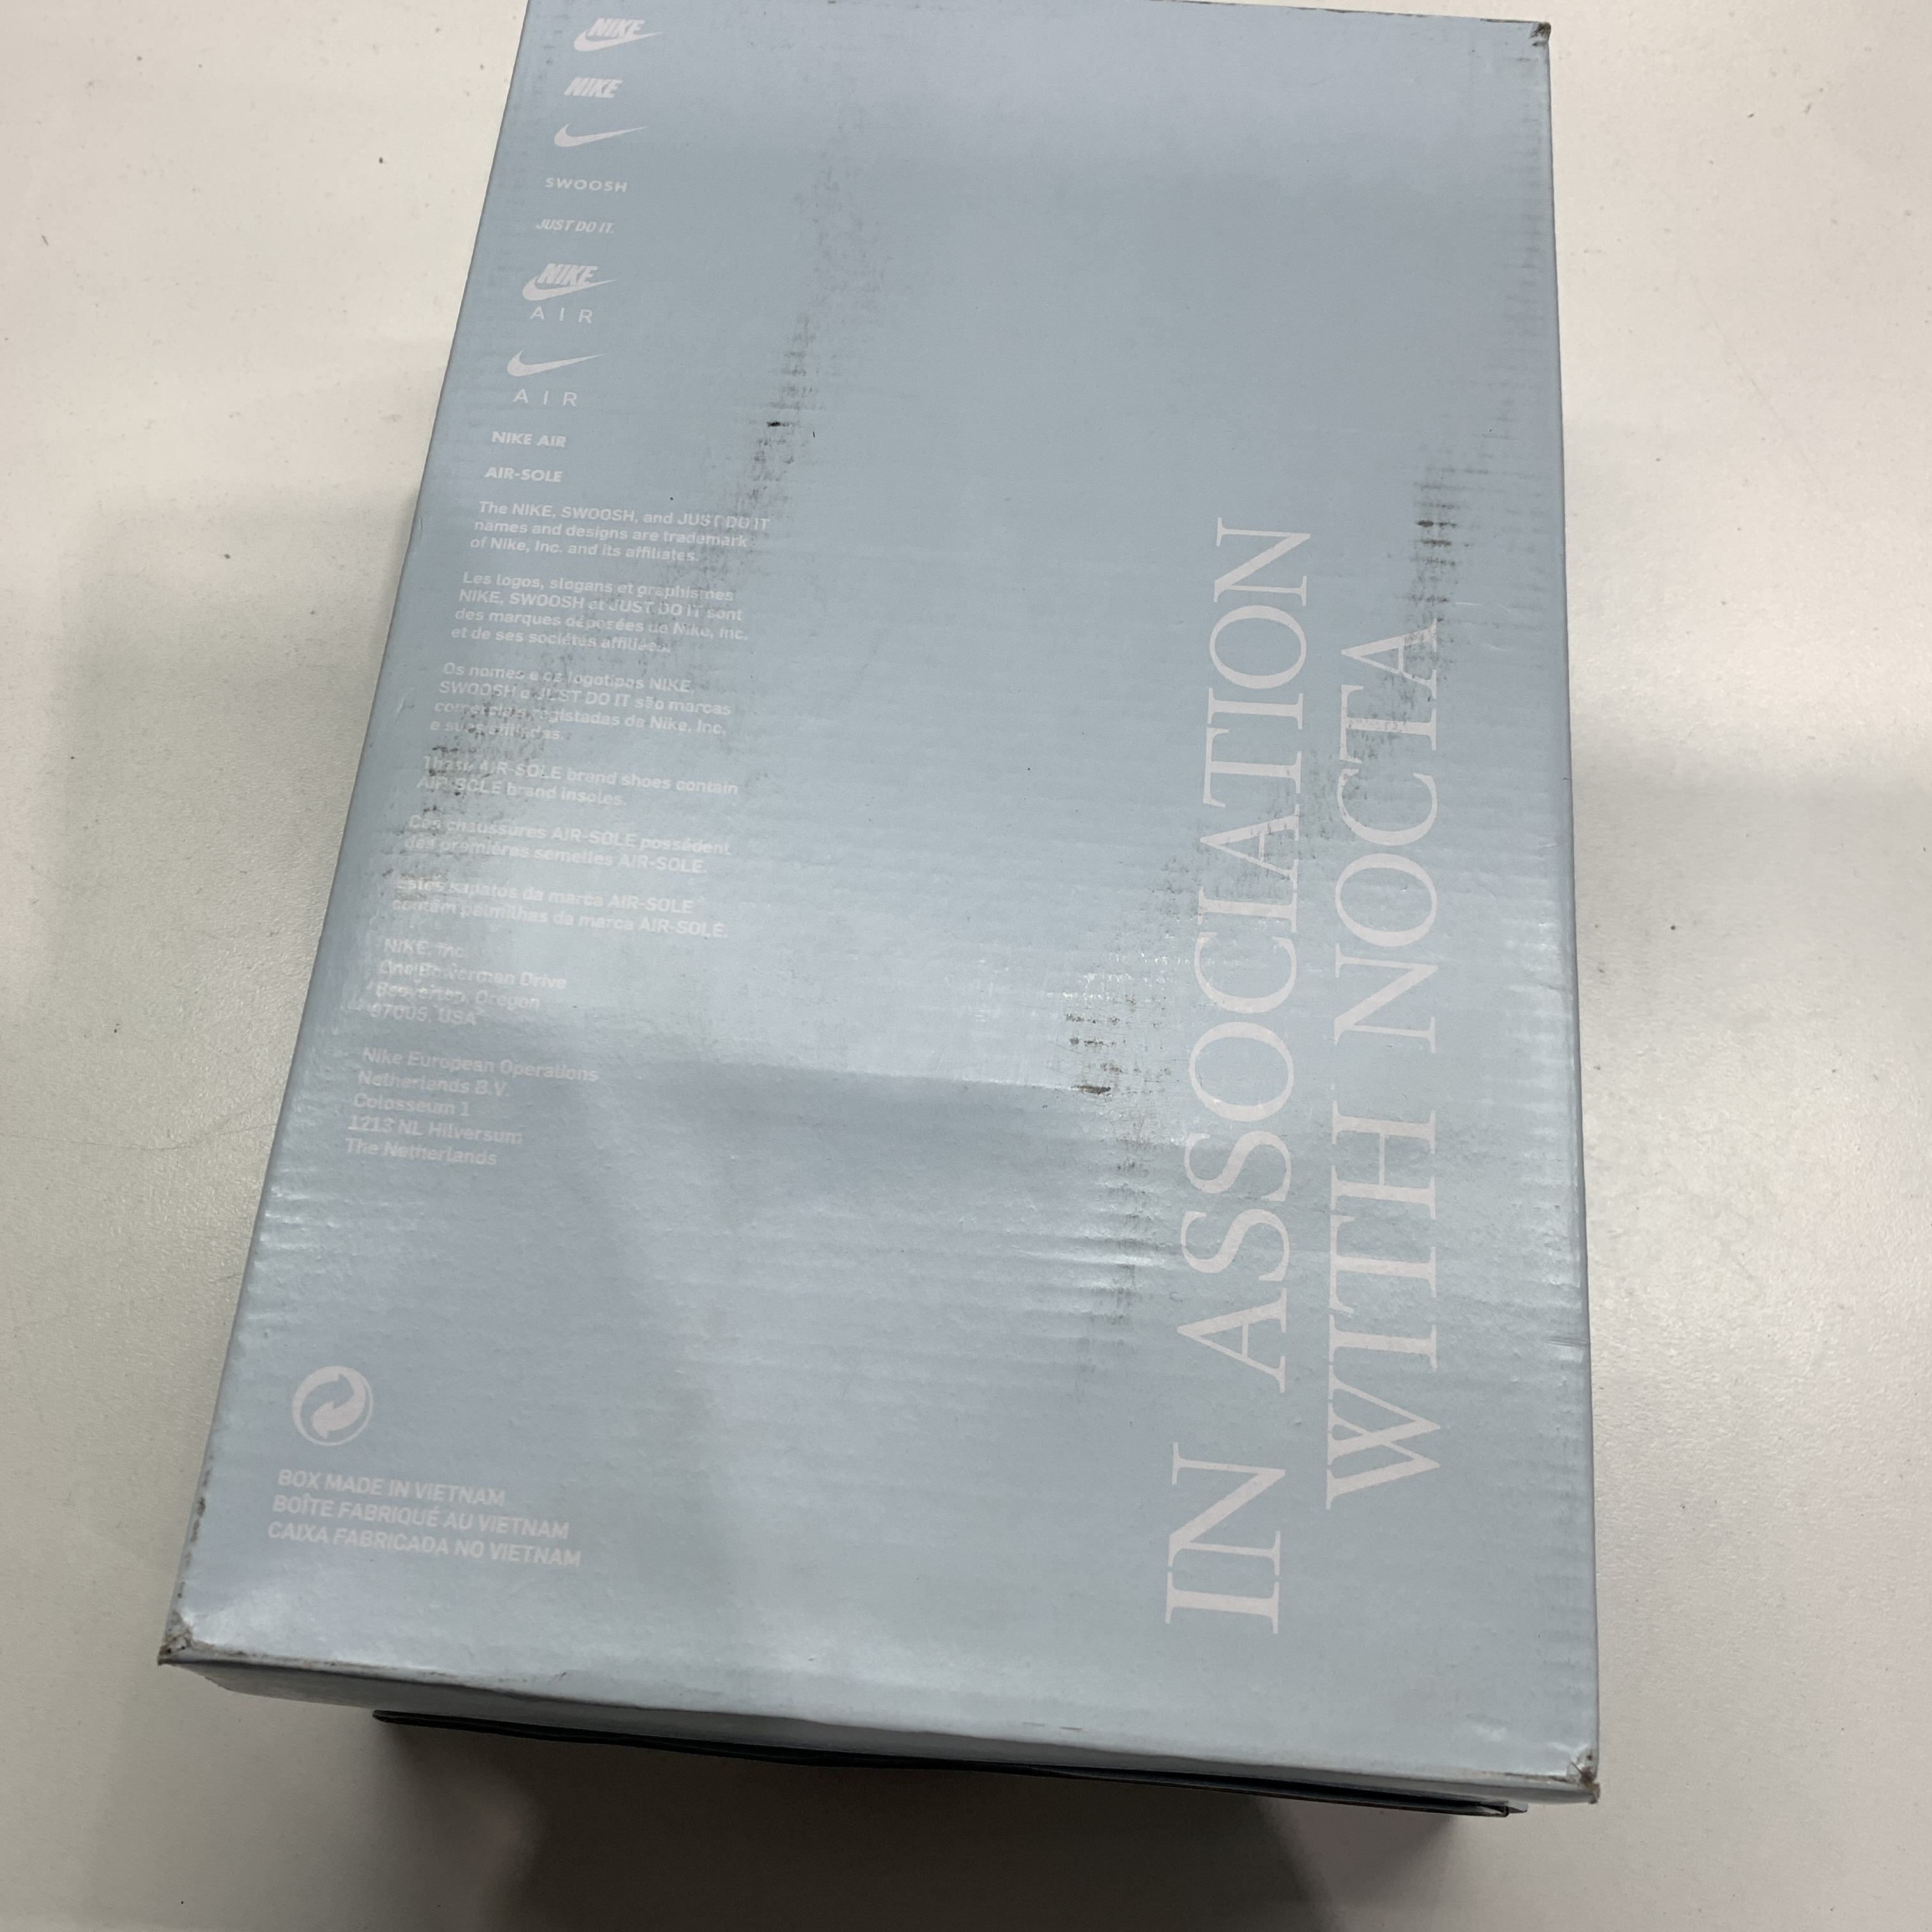 NIKE
NIKE
SWOOSH
JUST DO IT.
NIKE
AIR
AIR
NIKE AIR
AIR-SOLE
The NIKE, SWOOSH, and JUST DO IT
names and designs are trademark
of Nike, Inc. and its affiliates.
Les logos, slogans et graphismes
NIKE, SWOOSH et JUST DO IT sont
des marques déposées de Nike, Inc.
et de ses sociétés affiliées.
Os nomes e os logotipos NIKE,
SWOOSH e JUST DO IT são marcas
comerciais registadas da Nike, Inc.
e suas afiliadas.
These AIR-SOLE brand shoes contain
AIR-SOLE brand insoles.
Ces chaussures AIR-SOLE possèdent
des premières semelles AIR-SOLE.
Estes sapatos da marca AIR-SOLE
contém palmilhas da marca AIR-SOLE.
NIKE, Inc.
One Bowerman Drive
Beaverton, Oregon
97005, USA
Nike European Operations
Netherlands B.V.
Colosseum 1
1213 NL Hilversum
The Netherlands
BOX MADE IN VIETNAM
BOÎTE FABRIQUÉ AU VIETNAM
CAIXA FABRICADA NO VIETNAM
IN ASSOCIATION
WITH NOCTA